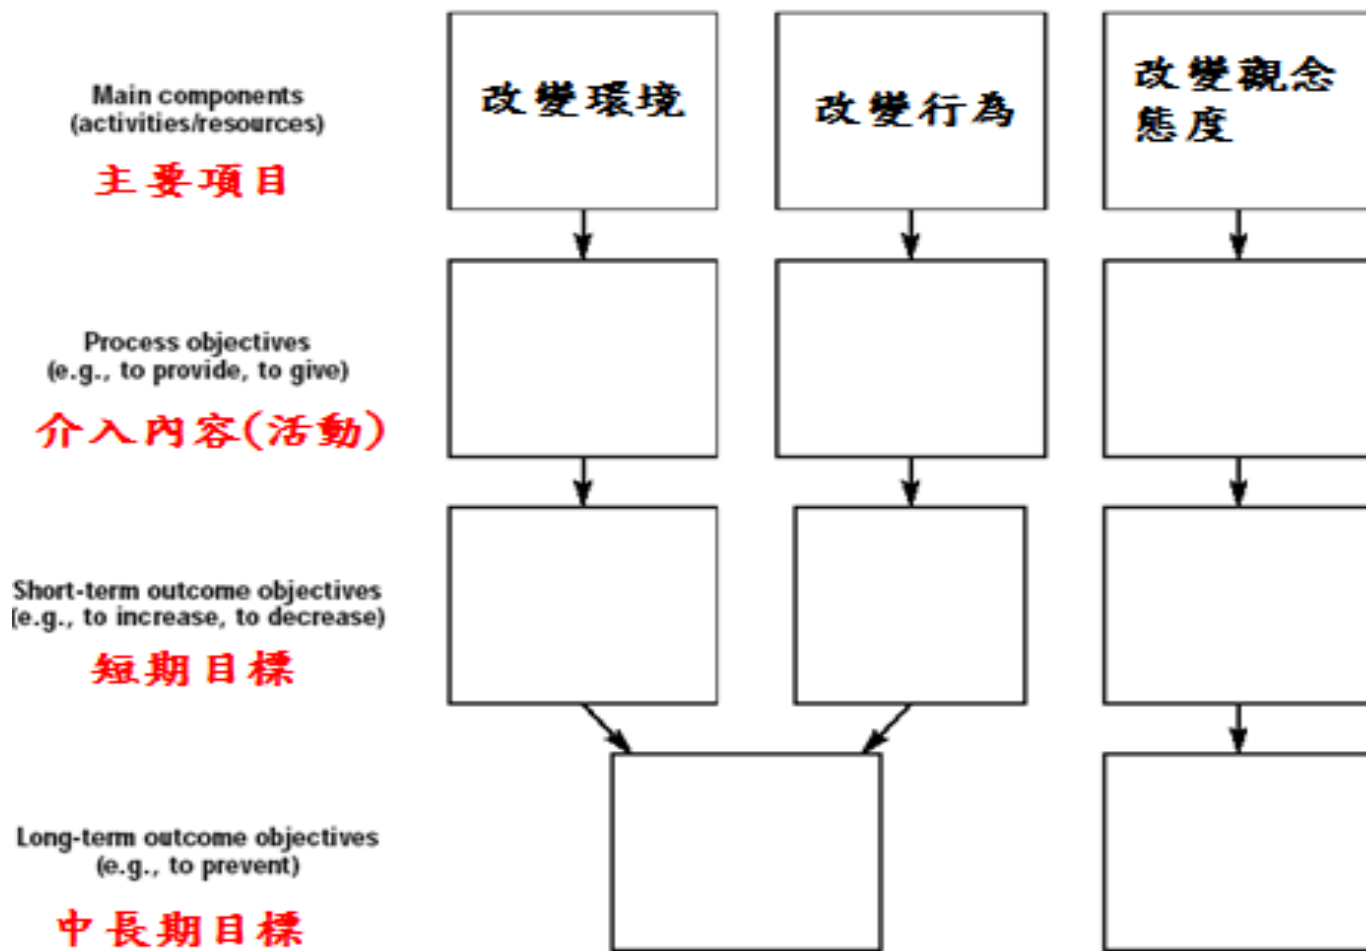 Main components
(activities/resources)
主要項目
改變環境
改變行為
改變觀念
態度
Process objectives
(e.g., to provide, to give)
介入內容(活動)
Short-term outcome objectives
(e.g., to increase, to decrease)
短期目標
Long-term outcome objectives
(e.g., to prevent)
中長期目標